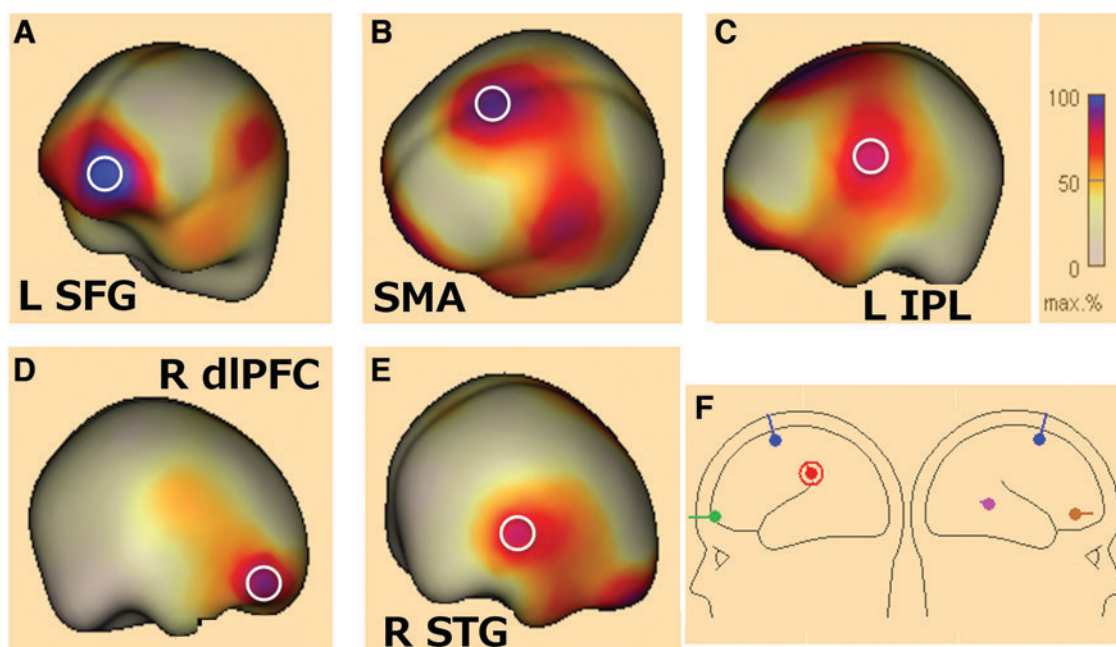 A
L SFG
B
SMA
C
L IPL
100
50
0
max.%
D
R dlPFC
E
R STG
F